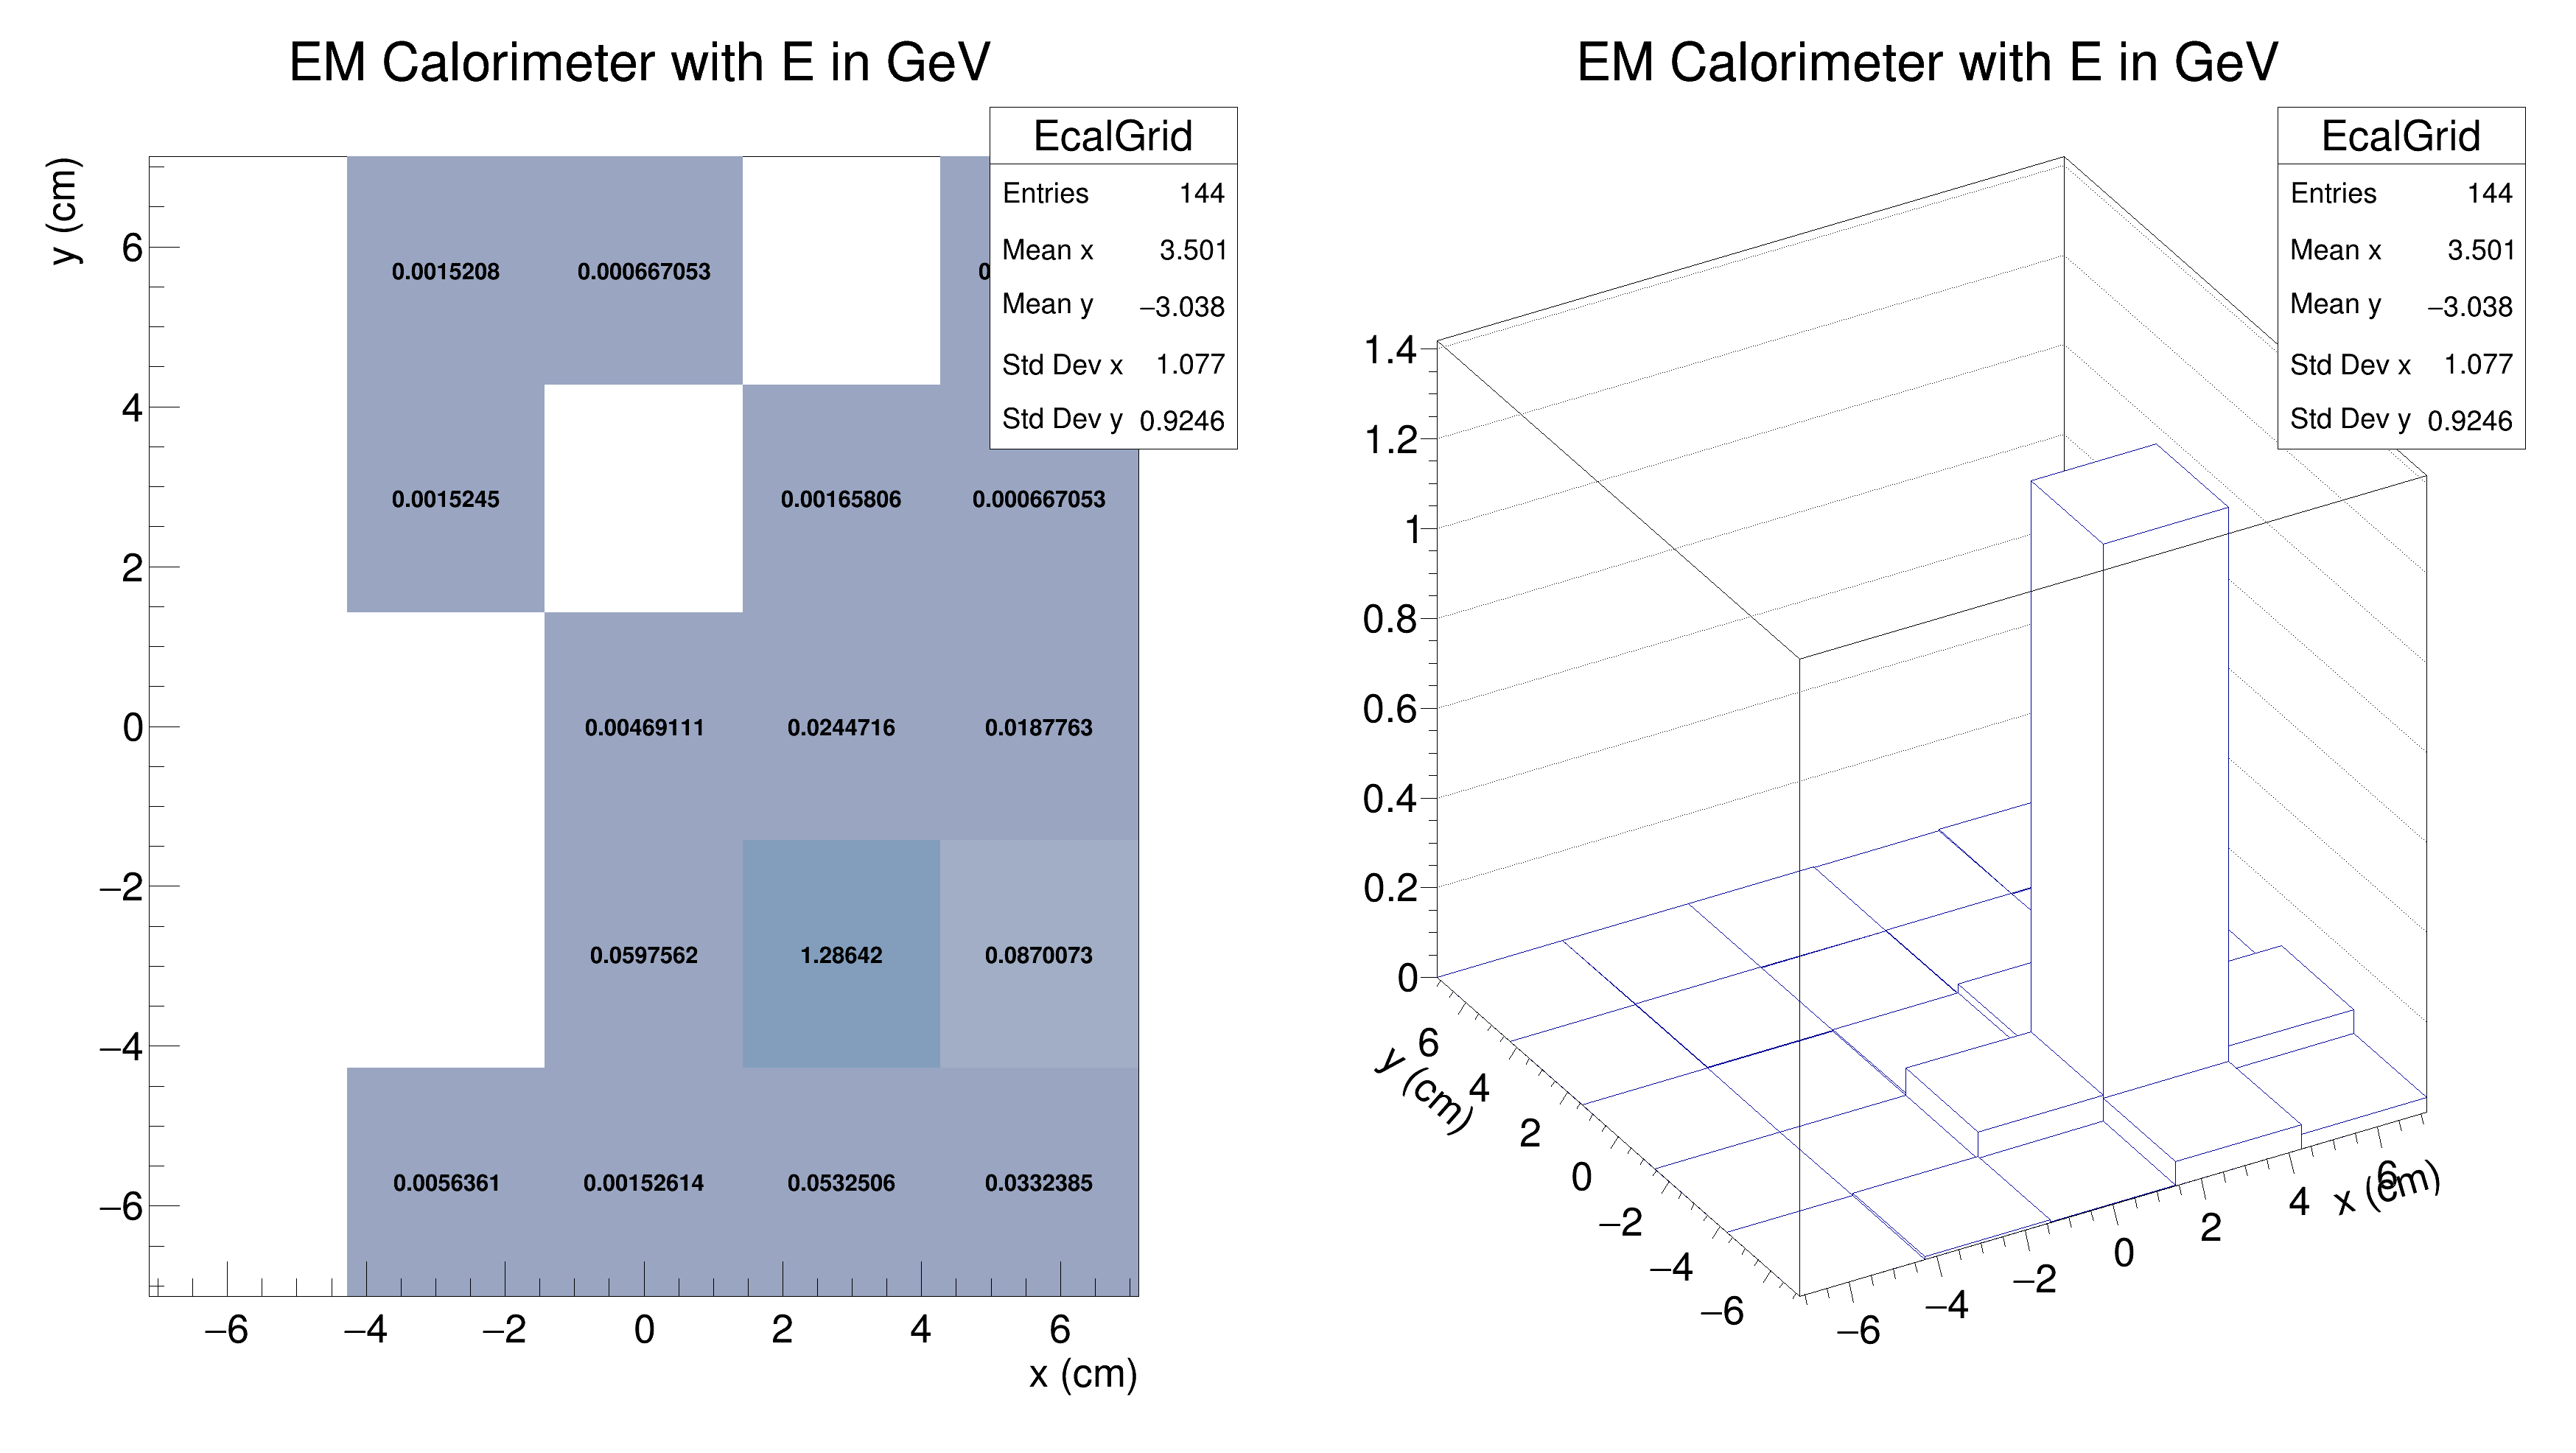 EM Calorimeter with E in GeV
y (cm)
EcalGrid
Entries 144
Mean x 3.501
Mean y −3.038
Std Dev x 1.077
Std Dev y 0.9246
6
4
2
0
−2
−4
−6
0.0015208 0.000667053
0.0015245 0.00165806 0.000667053
0.00469111 0.0244716 0.0187763
0.0597562 1.28642 0.0870073
0.0056361 0.00152614 0.0532506 0.0332385
−6 −4 −2 0 2 4 6
x (cm)
EM Calorimeter with E in GeV
EcalGrid
Entries 144
Mean x 3.501
Mean y −3.038
Std Dev x 1.077
Std Dev y 0.9246
1.4
1.2
1
0.8
0.6
0.4
0.2
0
6
4
2
0
−2
−4
−6
y (cm)
−6
−4
−2
0
2
4
6
x (cm)